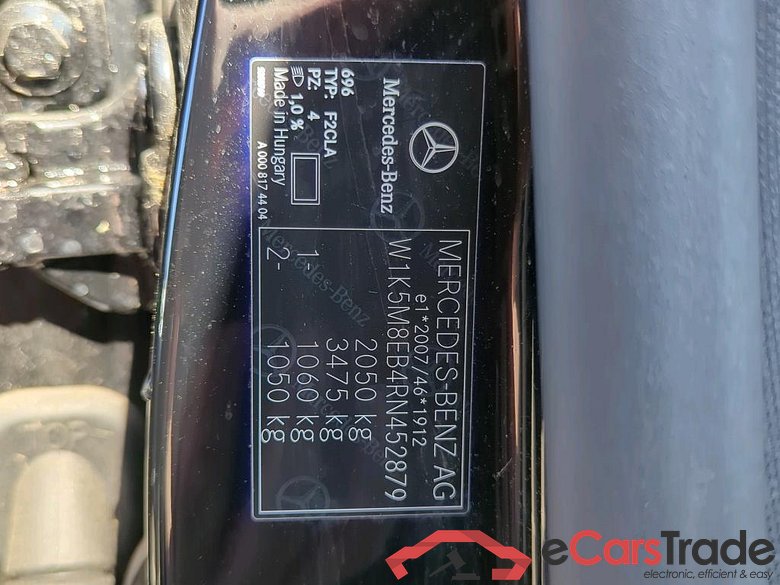 MERCEDES-BENZ AG
e1*2007/46*1912
W1K5M8EB4RN452879
2050 kg
3475 kg
1- 1060 kg
2- 1050 kg
Mercedes-Benz
696
TYP: F2CLA
PZ: 4
1,0 %
Made in Hungary
A 000 817 44 04
Mercedes-Benz
eCarsTrade
electronic, efficient & easy